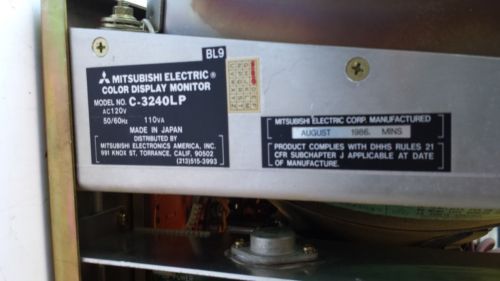 BL9
MITSUBISHI ELECTRIC®
COLOR DISPLAY MONITOR
MODEL NO. C-3240LP
AC120V
50/60Hz 110VA
MADE IN JAPAN
DISTRIBUTED BY
MITSUBISHI ELECTRONICS AMERICA, INC.
991 KNOX ST, TORRANCE, CALIF. 90502
(213)515-3993
MITSUBISHI ELECTRIC CORP. MANUFACTURED
AUGUST 1986. MINS
PRODUCT COMPLIES WITH DHHS RULES 21
CFR SUBCHAPTER J APPLICABLE AT DATE
OF MANUFACTURE.